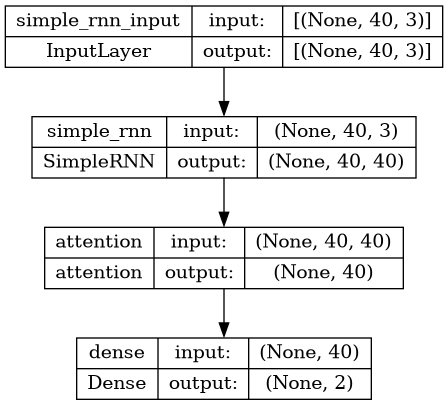 simple_rnn_input input: [(None, 40, 3)]
InputLayer output: [(None, 40, 3)]
simple_rnn input: (None, 40, 3)
SimpleRNN output: (None, 40, 40)
attention input: (None, 40, 40)
attention output: (None, 40)
dense input: (None, 40)
Dense output: (None, 2)